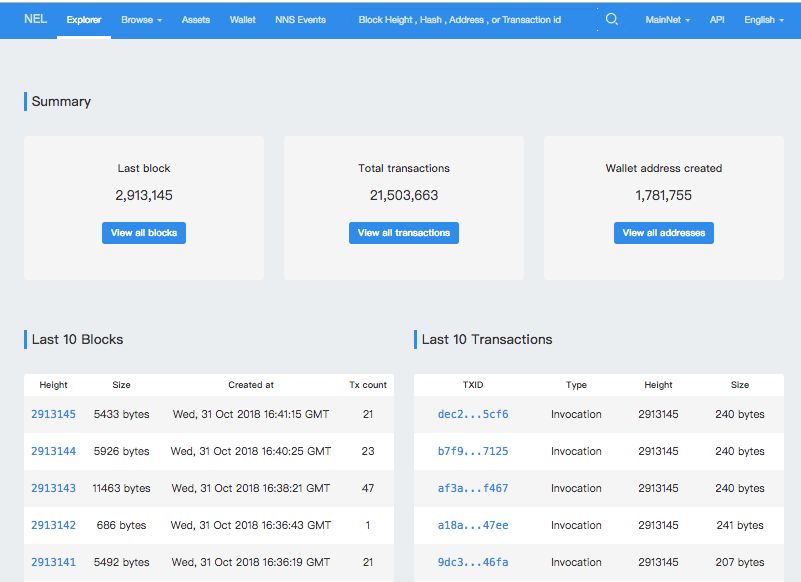 NEL Explorer Browse Assets Wallet NNS Events Block Height , Hash , Address , or Transaction id MainNet API English
Summary
Last block
2,913,145
View all blocks
Total transactions
21,503,663
View all transactions
Wallet address created
1,781,755
View all addresses
Last 10 Blocks
Height Size Created at Tx count
2913145 5433 bytes Wed, 31 Oct 2018 16:41:15 GMT 21
2913144 5926 bytes Wed, 31 Oct 2018 16:40:25 GMT 23
2913143 11463 bytes Wed, 31 Oct 2018 16:38:21 GMT 47
2913142 686 bytes Wed, 31 Oct 2018 16:36:43 GMT 1
2913141 5492 bytes Wed, 31 Oct 2018 16:36:19 GMT 21
Last 10 Transactions
TXID Type Height Size
dec2...5cf6 Invocation 2913145 240 bytes
b7f9...7125 Invocation 2913145 240 bytes
af3a...f467 Invocation 2913145 240 bytes
a18a...47ee Invocation 2913145 241 bytes
9dc3...46fa Invocation 2913145 207 bytes